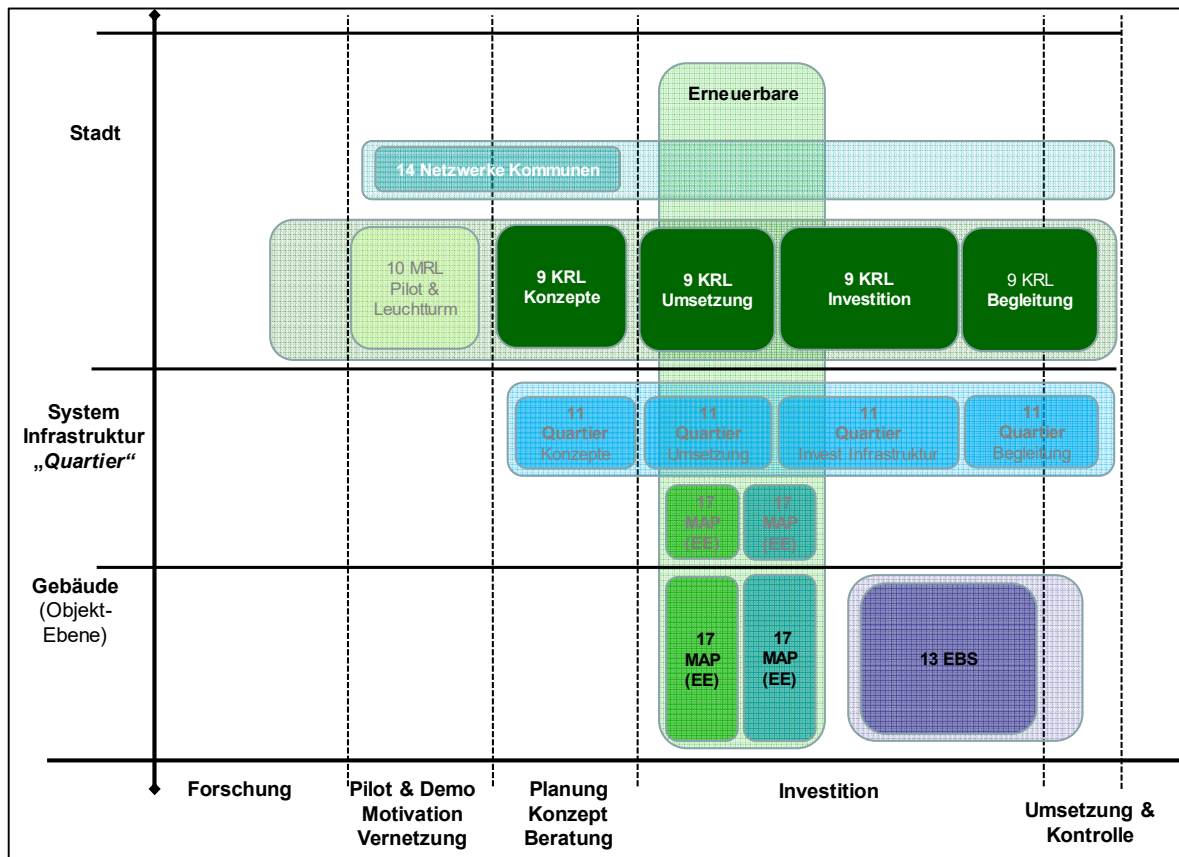 Erneuerbare
Stadt
14 Netzwerke Kommunen
10 MRL
Pilot &
Leuchtturm
9 KRL
Konzepte
9 KRL
Umsetzung
9 KRL
Investition
9 KRL
Begleitung
System
Infrastruktur
„Quartier“
11
Quartier
Konzepte
11
Quartier
Umsetzung
11
Quartier
Invest Infrastruktur
11
Quartier
Begleitung
17
MAP
(EE)
17
MAP
(EE)
Gebäude
(Objekt-
Ebene)
17
MAP
(EE)
17
MAP
(EE)
13 EBS
Forschung
Pilot & Demo
Motivation
Vernetzung
Planung
Konzept
Beratung
Investition
Umsetzung &
Kontrolle